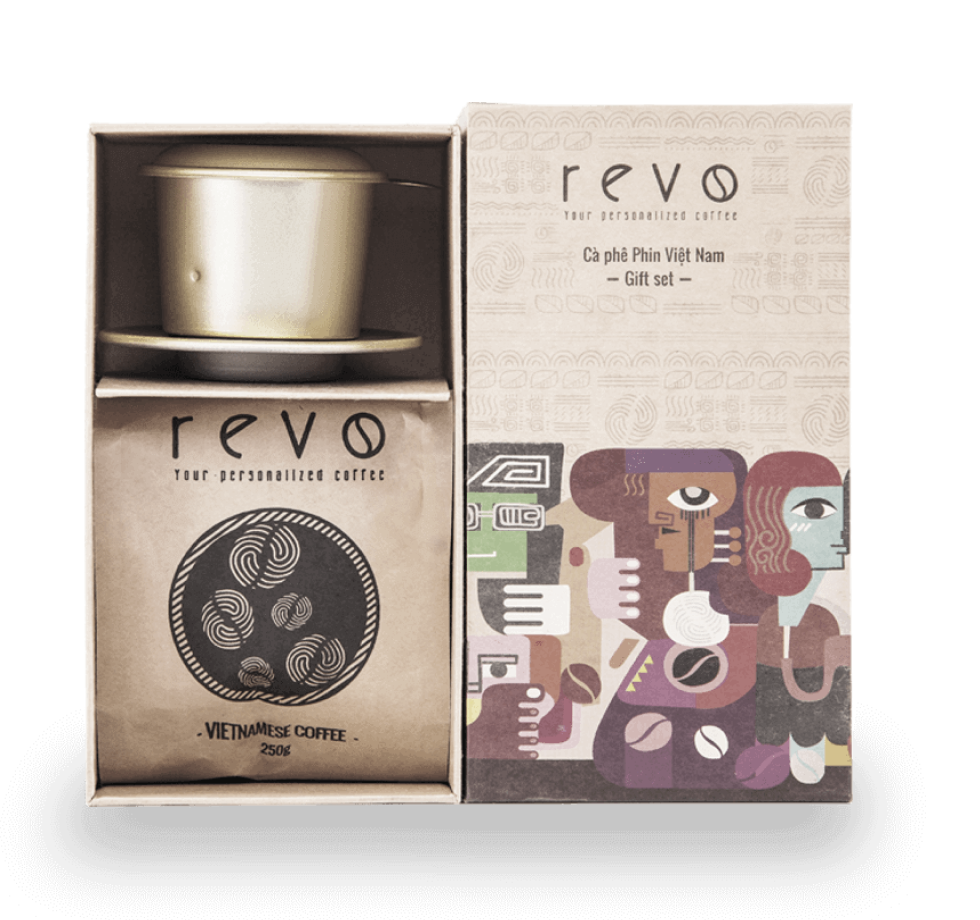 revo
Your personalized coffee
- VIETNAMESE COFFEE -
250g
revo
Your personalized coffee
Cà phê Phin Việt Nam
– Gift set –